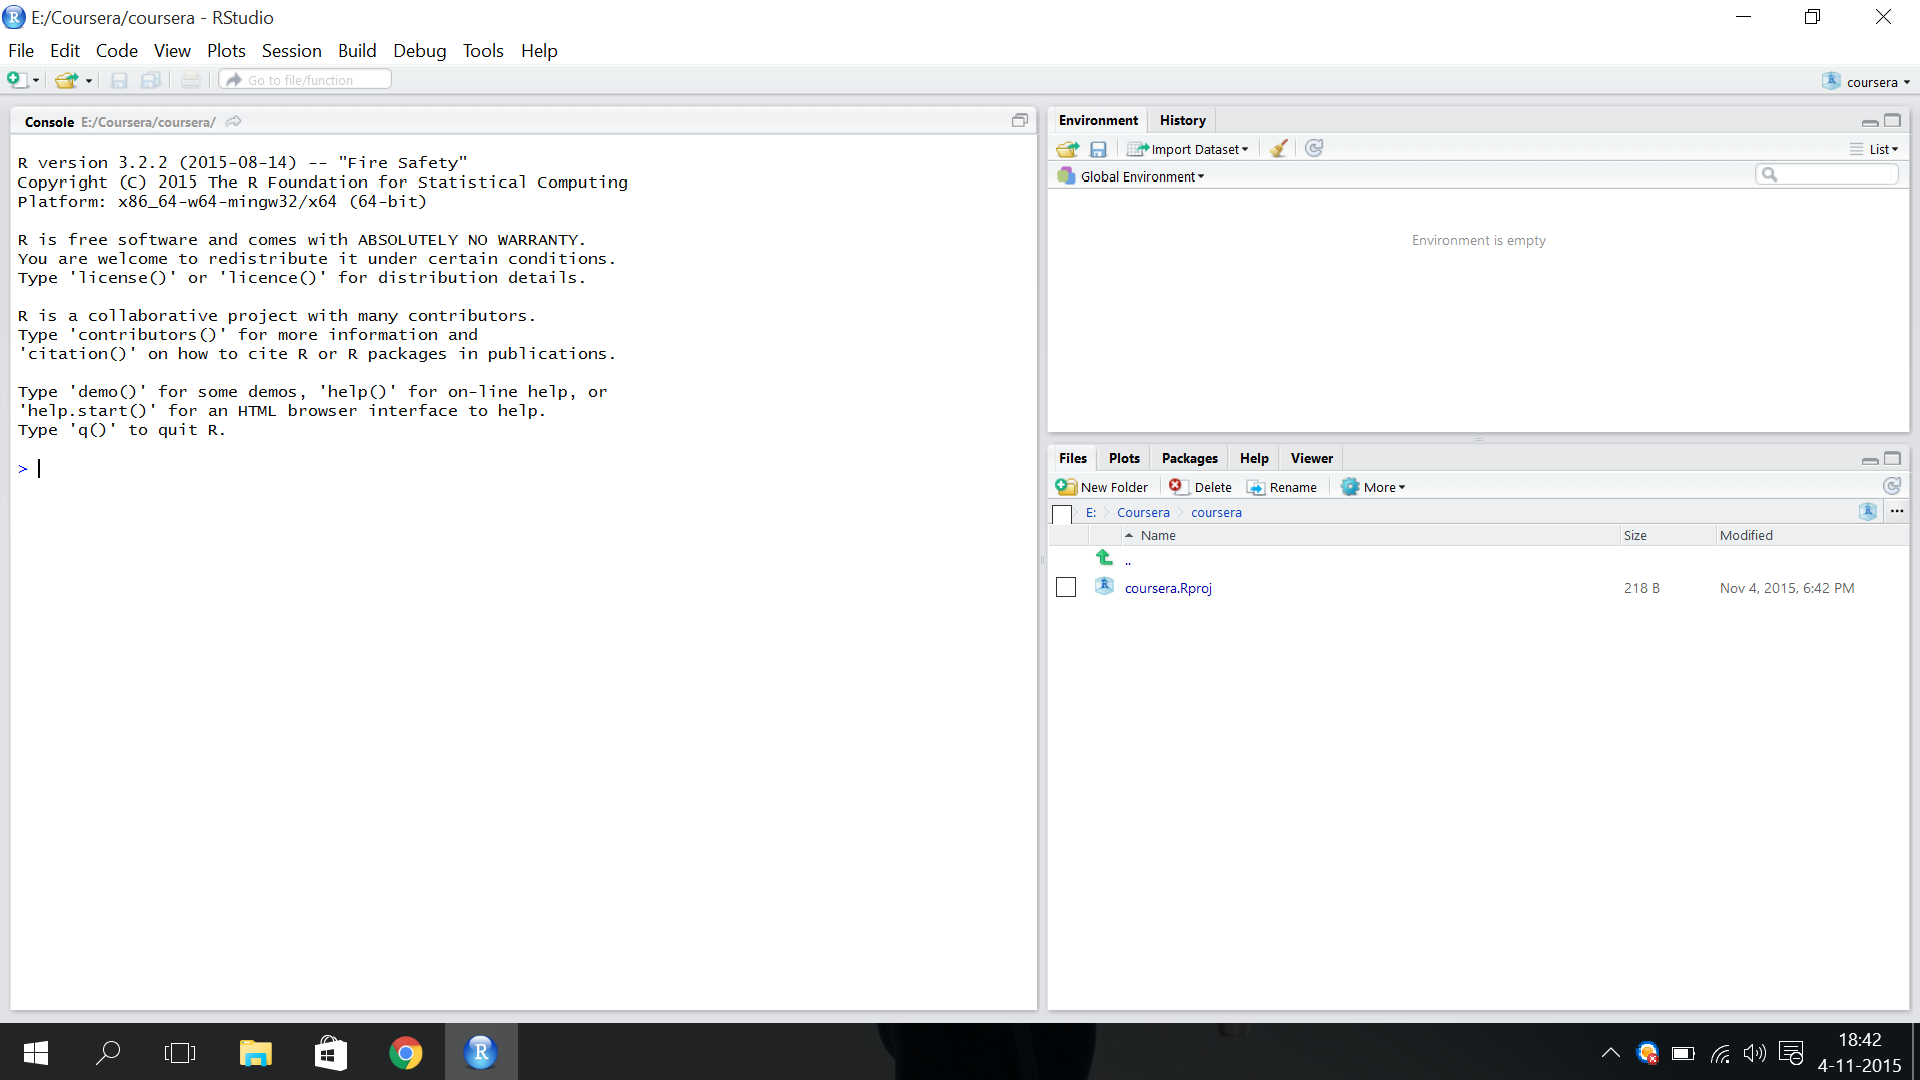 E:/Coursera/coursera - RStudio
File Edit Code View Plots Session Build Debug Tools Help
Go to file/function
coursera
Console E:/Coursera/coursera/
R version 3.2.2 (2015-08-14) -- "Fire Safety"
Copyright (C) 2015 The R Foundation for Statistical Computing
Platform: x86_64-w64-mingw32/x64 (64-bit)
R is free software and comes with ABSOLUTELY NO WARRANTY.
You are welcome to redistribute it under certain conditions.
Type 'license()' or 'licence()' for distribution details.
R is a collaborative project with many contributors.
Type 'contributors()' for more information and
'citation()' on how to cite R or R packages in publications.
Type 'demo()' for some demos, 'help()' for on-line help, or
'help.start()' for an HTML browser interface to help.
Type 'q()' to quit R.
>
Environment History
Import Dataset List
Global Environment
Environment is empty
Files Plots Packages Help Viewer
New Folder Delete Rename More
E: Coursera coursera ...
Name Size Modified
..
coursera.Rproj 218 B Nov 4, 2015, 6:42 PM
18:42
4-11-2015